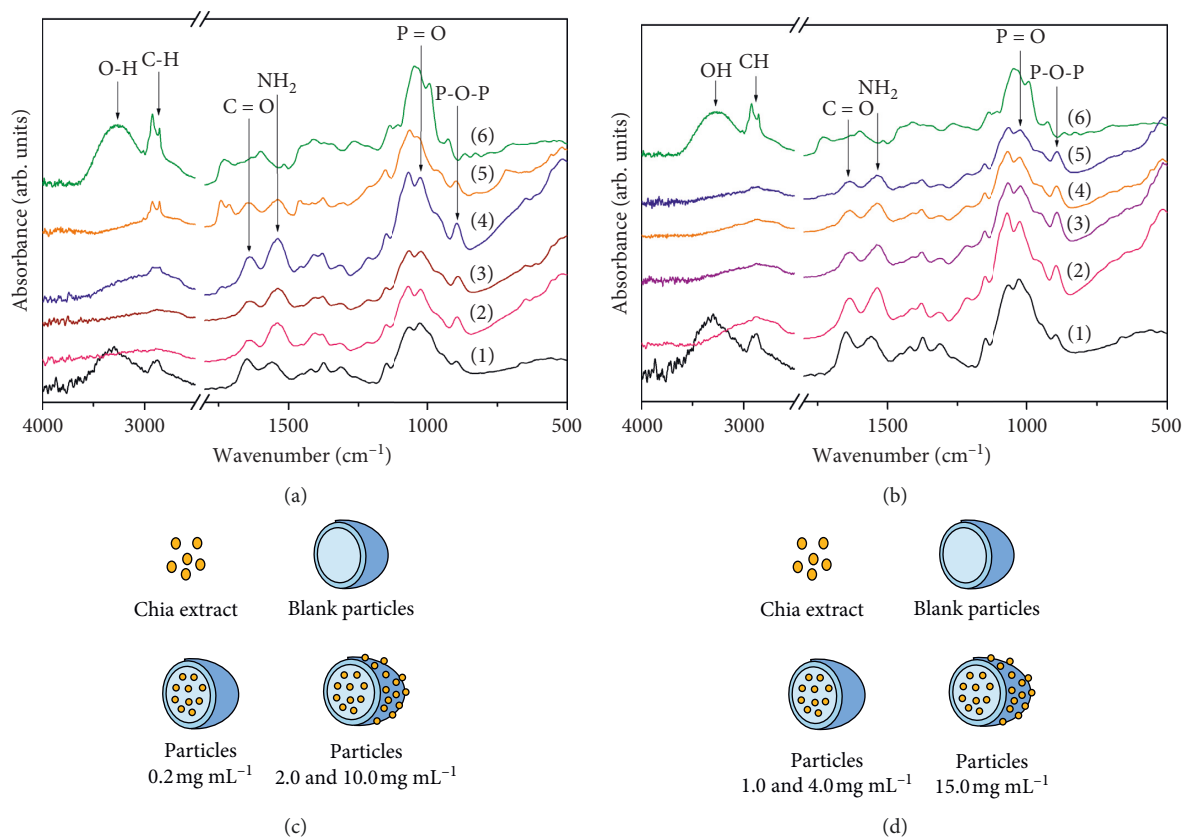 P = O
C-H
O-H
NH₂
C = O
P-O-P
(6)
(5)
(4)
(3)
(2)
(1)
Absorbance (arb. units)
4000 3000 1500 1000 500
Wavenumber (cm⁻¹)
(a)
P = O
CH
OH
P-O-P
NH₂
C = O
(6)
(5)
(4)
(3)
(2)
(1)
Absorbance (arb. units)
4000 3000 1500 1000 500
Wavenumber (cm⁻¹)
(b)
Chia extract
Blank particles
Particles
0.2 mg mL⁻¹
Particles
2.0 and 10.0 mg mL⁻¹
(c)
Chia extract
Blank particles
Particles
1.0 and 4.0 mg mL⁻¹
Particles
15.0 mg mL⁻¹
(d)